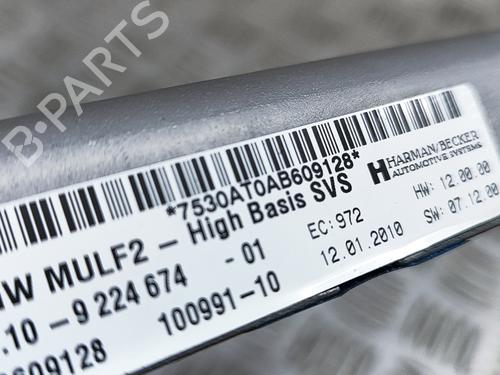 B-PARTS
*7530AT0AB609128*
HARMAN/BECKER
AUTOMOTIVE SYSTEMS
MULF2 - High Basis SVS
EC: 972
HW: 12.00.00
.10- 9 224 674 - 01
12.01.2010
SW: 07.12.00
100991-10
609128